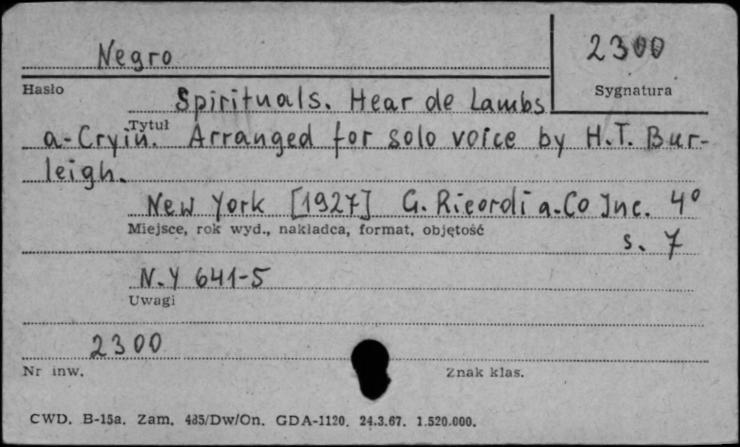 Negro
2300
Hasło
Sygnatura
Spirituals. Hear de Lambs
Tytuł
a-Cryin. Arranged for solo voice by H.T. Bur-
leigh.
New York [1927] G. Ricordi a. Co Inc. 4°
Miejsce, rok wyd., nakładca, format, objętość
s. 7
N.Y 641-5
Uwagi
2300
Nr inw.
Znak klas.
CWD. B-15a. Zam. 485/Dw/On. GDA-1120. 24.3.67. 1.520.000.